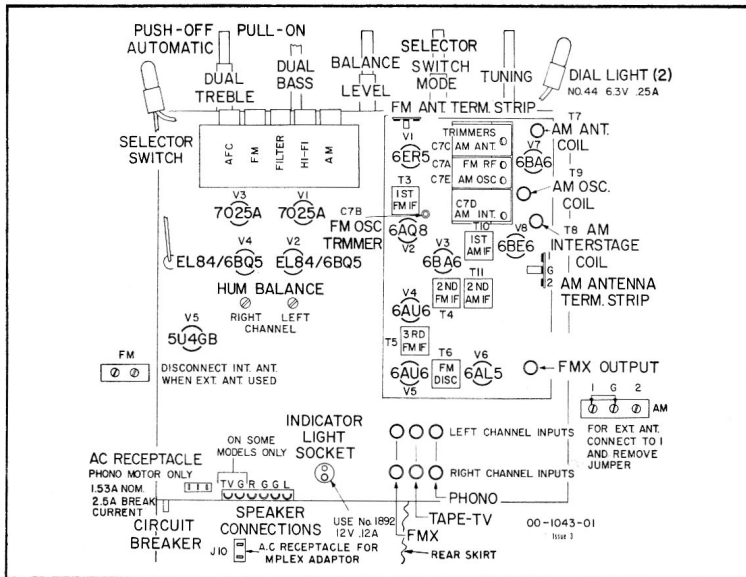 PUSH-OFF PULL-ON
AUTOMATIC
DUAL
TREBLE
DUAL
BASS
BALANCE
LEVEL
SELECTOR
SWITCH
MODE
TUNING
DIAL LIGHT (2)
NO.44 6.3V .25A
SELECTOR
SWITCH
AFC
FM
FILTER
HI-FI
AM
FM ANT. TERM. STRIP
V1
6ER5
TRIMMERS
C7C AM ANT.
C7A FM RF
C7E AM OSC
C7D
AM INT.
V7
6BA6
T7
AM ANT.
COIL
T9
AM OSC.
COIL
T8 AM
INTERSTAGE
COIL
T3
1ST
FM IF
C7B
FM OSC
TRMMER
6AQ8
V2
V3
6BA6
T10
1ST
AM IF
V8
6BE6
V3
7025A
V1
7025A
V4
EL84/6BQ5
V2
EL84/6BQ5
HUM BALANCE
RIGHT LEFT
CHANNEL
V5
5U4GB
V4
6AU6
2ND
FM IF
T4
T11
2ND
AM IF
1
G
2
AM ANTENNA
TERM. STRIP
T5
3RD
FM IF
6AU6
V5
T6
FM
DISC
V6
6AL5
FMX OUTPUT
FM
DISCONNECT INT. ANT.
WHEN EXT. ANT USED
1 G 2
AM
FOR EXT ANT.
CONNECT TO 1
AND REMOVE
JUMPER
INDICATOR
LIGHT
SOCKET
LEFT CHANNEL INPUTS
RIGHT CHANNEL INPUTS
PHONO
TAPE-TV
FMX
REAR SKIRT
AC RECEPTACLE
PHONO MOTOR ONLY
1.53A NOM.
2.5A BREAK
CURRENT
CIRCUIT
BREAKER
ON SOME
MODELS ONLY
TV G R G G L
SPEAKER
CONNECTIONS
USE No. 1892
12V .12A
J10
A.C RECEPTACLE FOR
MPLEX ADAPTOR
00-1043-01
Issue 3